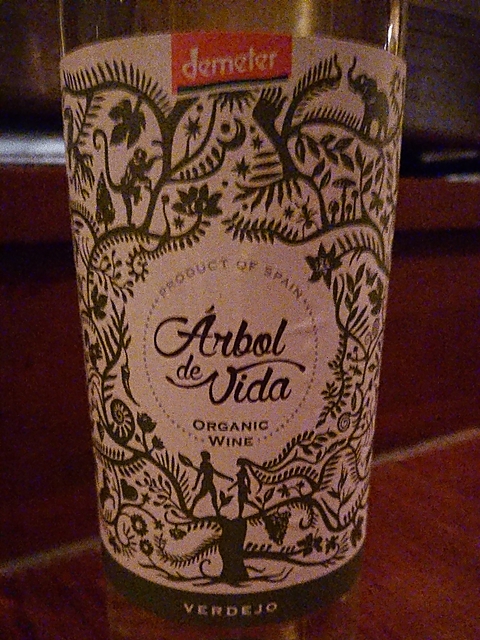 demeter
PRODUCT OF SPAIN
Árbol
de
Vida
ORGANIC
WINE
VERDEJO